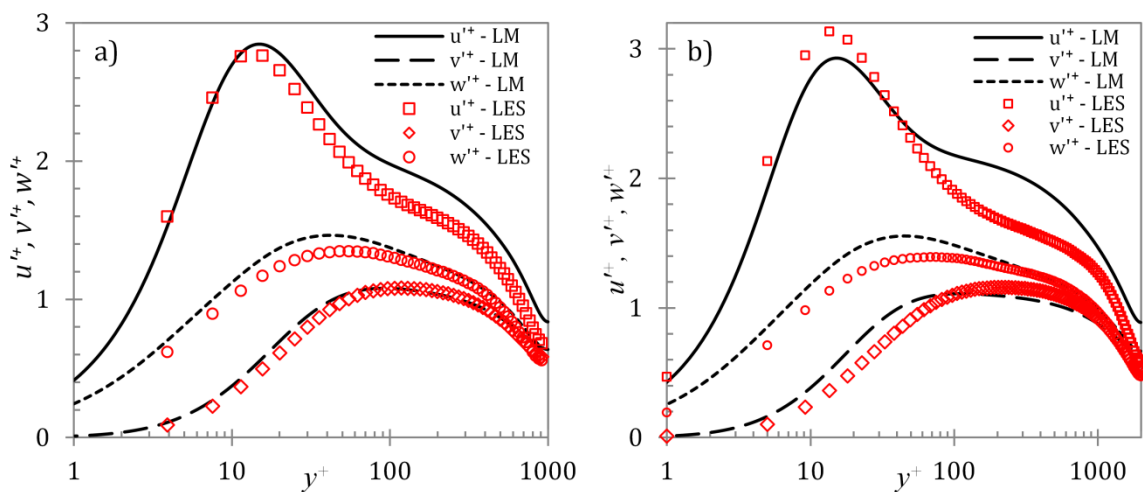 a)
u'+ - LM
v'+ - LM
w'+ - LM
u'+ - LES
v'+ - LES
w'+ - LES
3
2
1
0
u'+, v'+, w'+
1
10
100
1000
y+
b)
u'+ - LM
v'+ - LM
w'+ - LM
u'+ - LES
v'+ - LES
w'+ - LES
3
2
1
0
u'+, v'+, w'+
1
10
100
1000
y+